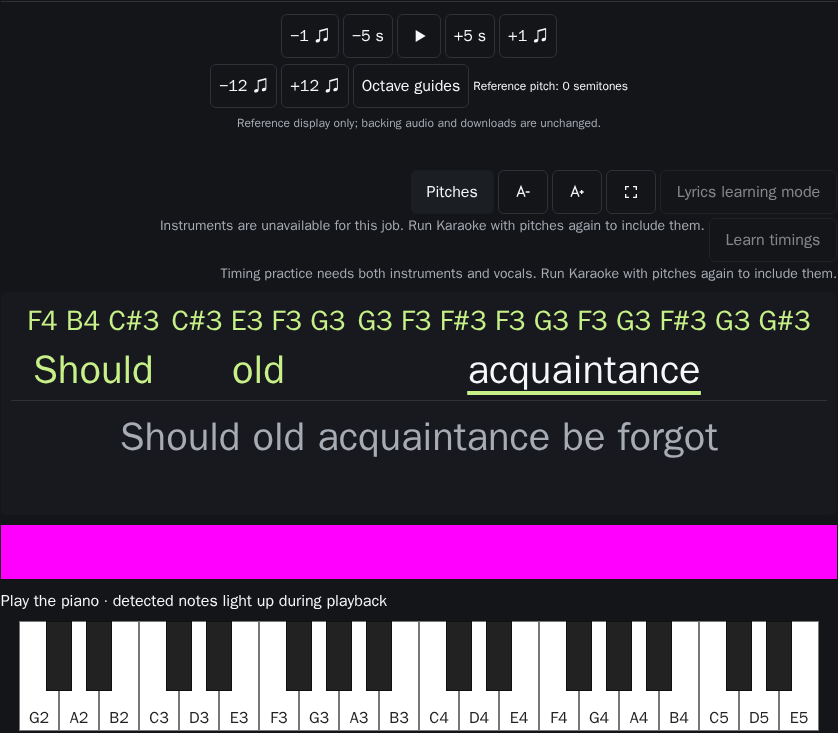 −1 ♫ −5 s ▶ +5 s +1 ♫
−12 ♫ +12 ♫ Octave guides Reference pitch: 0 semitones
Reference display only; backing audio and downloads are unchanged.
Pitches A- A+ Lyrics learning mode
Instruments are unavailable for this job. Run Karaoke with pitches again to include them.
Learn timings
Timing practice needs both instruments and vocals. Run Karaoke with pitches again to include them.
F4 B4 C#3 C#3 E3 F3 G3 G3 F3 F#3 F3 G3 F3 G3 F#3 G3 G#3
Should old acquaintance
Should old acquaintance be forgot
Play the piano · detected notes light up during playback
G2 A2 B2 C3 D3 E3 F3 G3 A3 B3 C4 D4 E4 F4 G4 A4 B4 C5 D5 E5